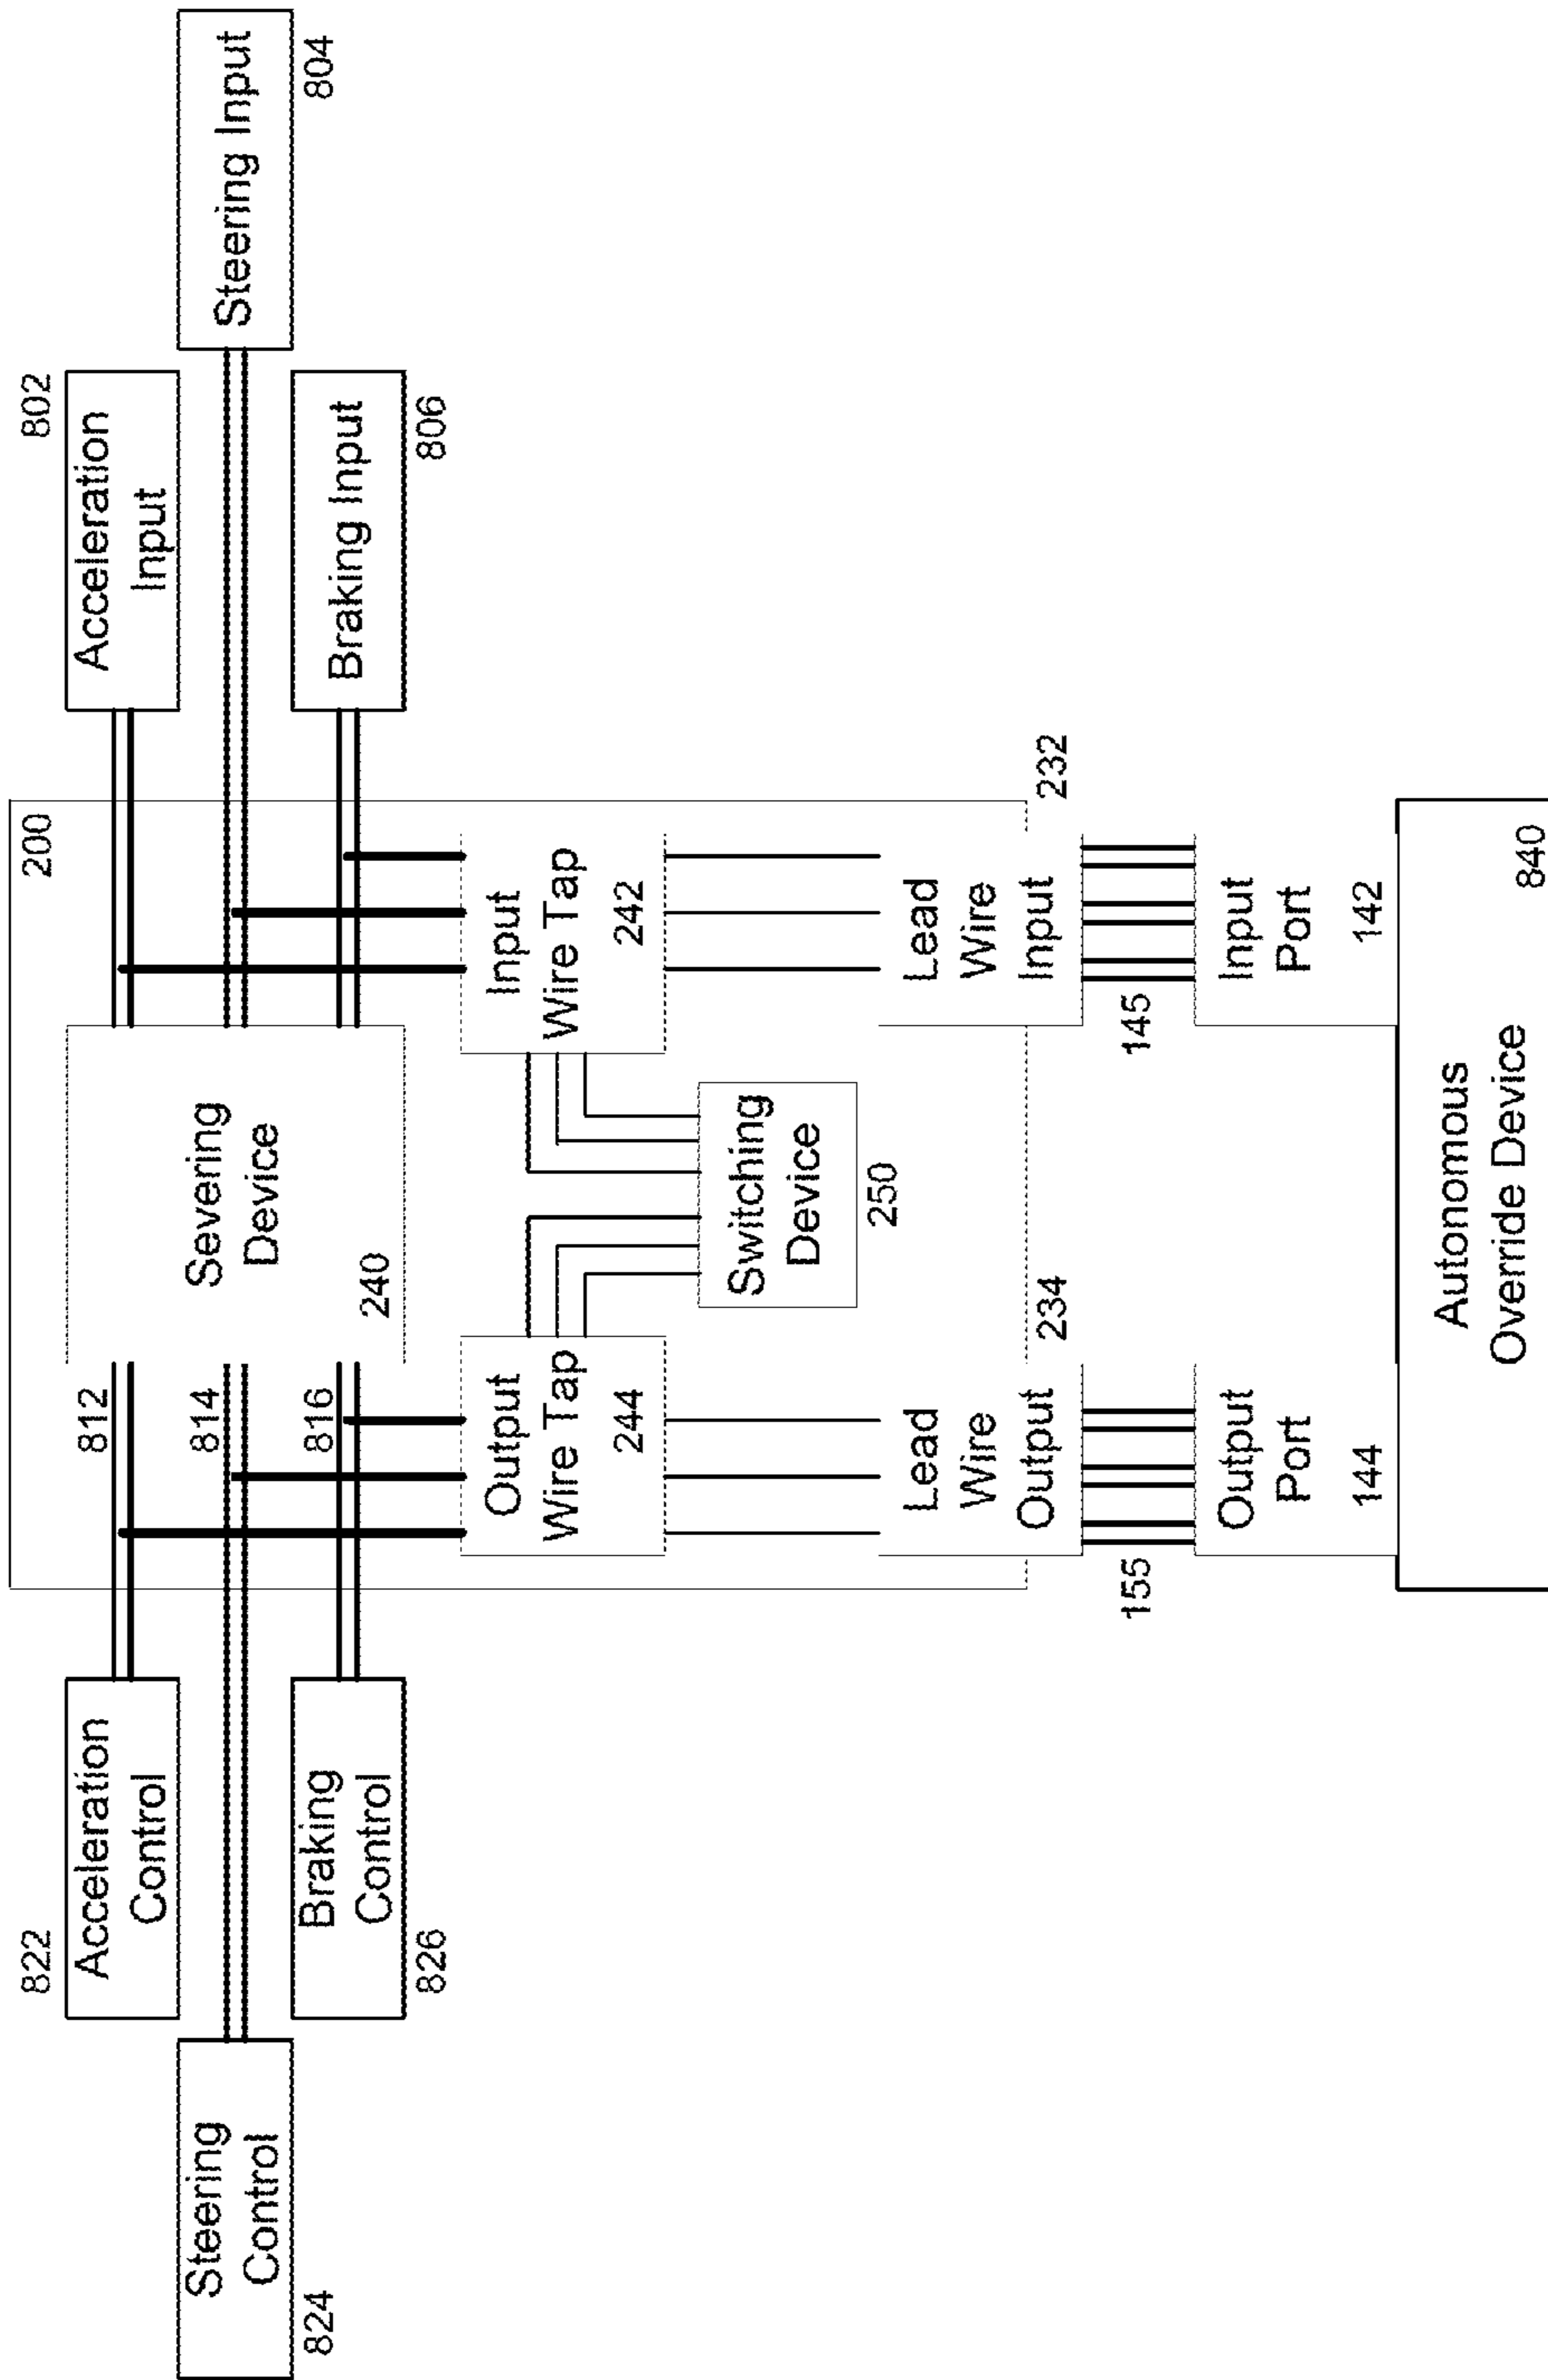 822
Acceleration
Control
Steering
Control
824
Braking
Control
826
200
812
814
816
Severing
Device
240
802
Acceleration
Input
Steering Input
804
Braking Input
806
Output
Wire Tap
244
Input
Wire Tap
242
Switching
Device
250
Lead
Wire
Output
234
Lead
Wire
Input
232
155
145
Output
Port
144
Input
Port
142
Autonomous
Override Device
840